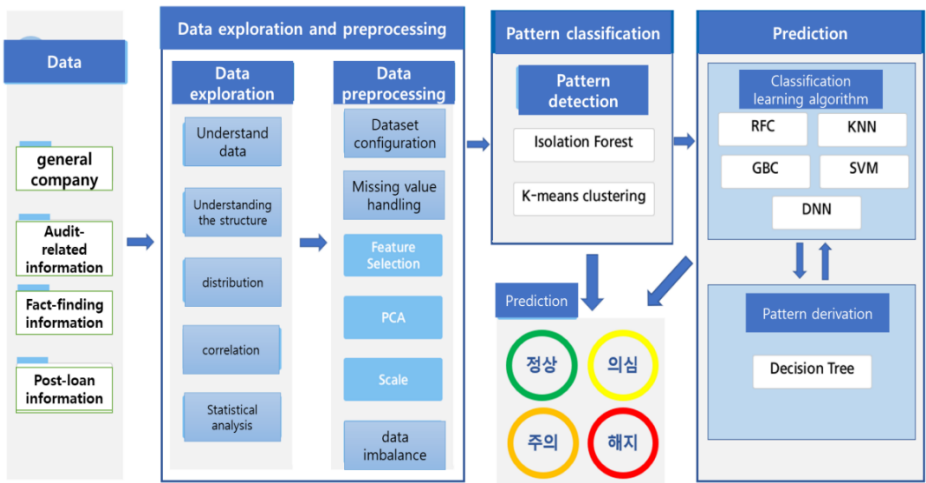 Data
general
company
Audit-
related
information
Fact-finding
information
Post-loan
information
Data exploration and preprocessing
Data
exploration
Understand
data
Understanding
the structure
distribution
correlation
Statistical
analysis
Data
preprocessing
Dataset
configuration
Missing value
handling
Feature
Selection
PCA
Scale
data
imbalance
Pattern classification
Pattern
detection
Isolation Forest
K-means clustering
Prediction
정상
의심
주의
해지
Prediction
Classification
learning algorithm
RFC
KNN
GBC
SVM
DNN
Pattern derivation
Decision Tree